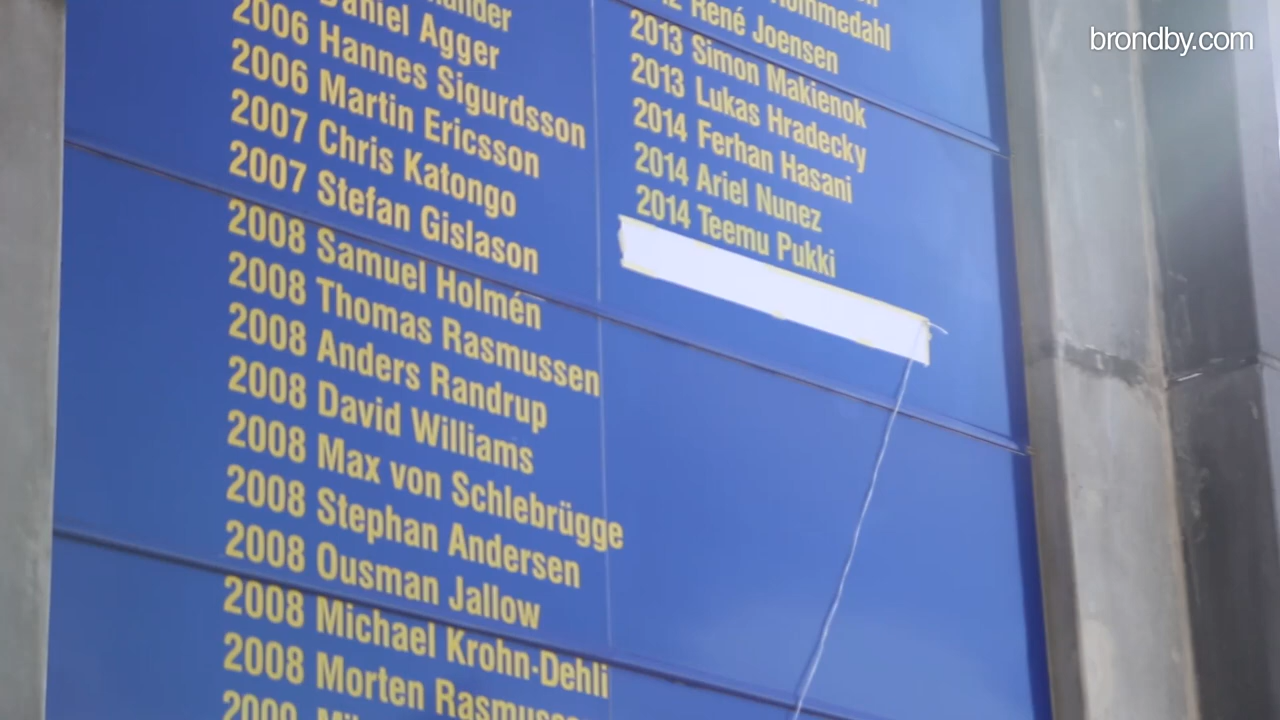 brondby.com
Daniel Agger
2006 Hannes Sigurdsson
2006 Martin Ericsson
2007 Chris Katongo
2007 Stefan Gislason
2008 Samuel Holmén
2008 Thomas Rasmussen
2008 Anders Randrup
2008 David Williams
2008 Max von Schlebrügge
2008 Stephan Andersen
2008 Ousman Jallow
2008 Michael Krohn-Dehli
2008 Morten Rasmussen
2009
René Joensen
2013 Simon Makienok
2013 Lukas Hradecky
2014 Ferhan Hasani
2014 Ariel Nunez
2014 Teemu Pukki